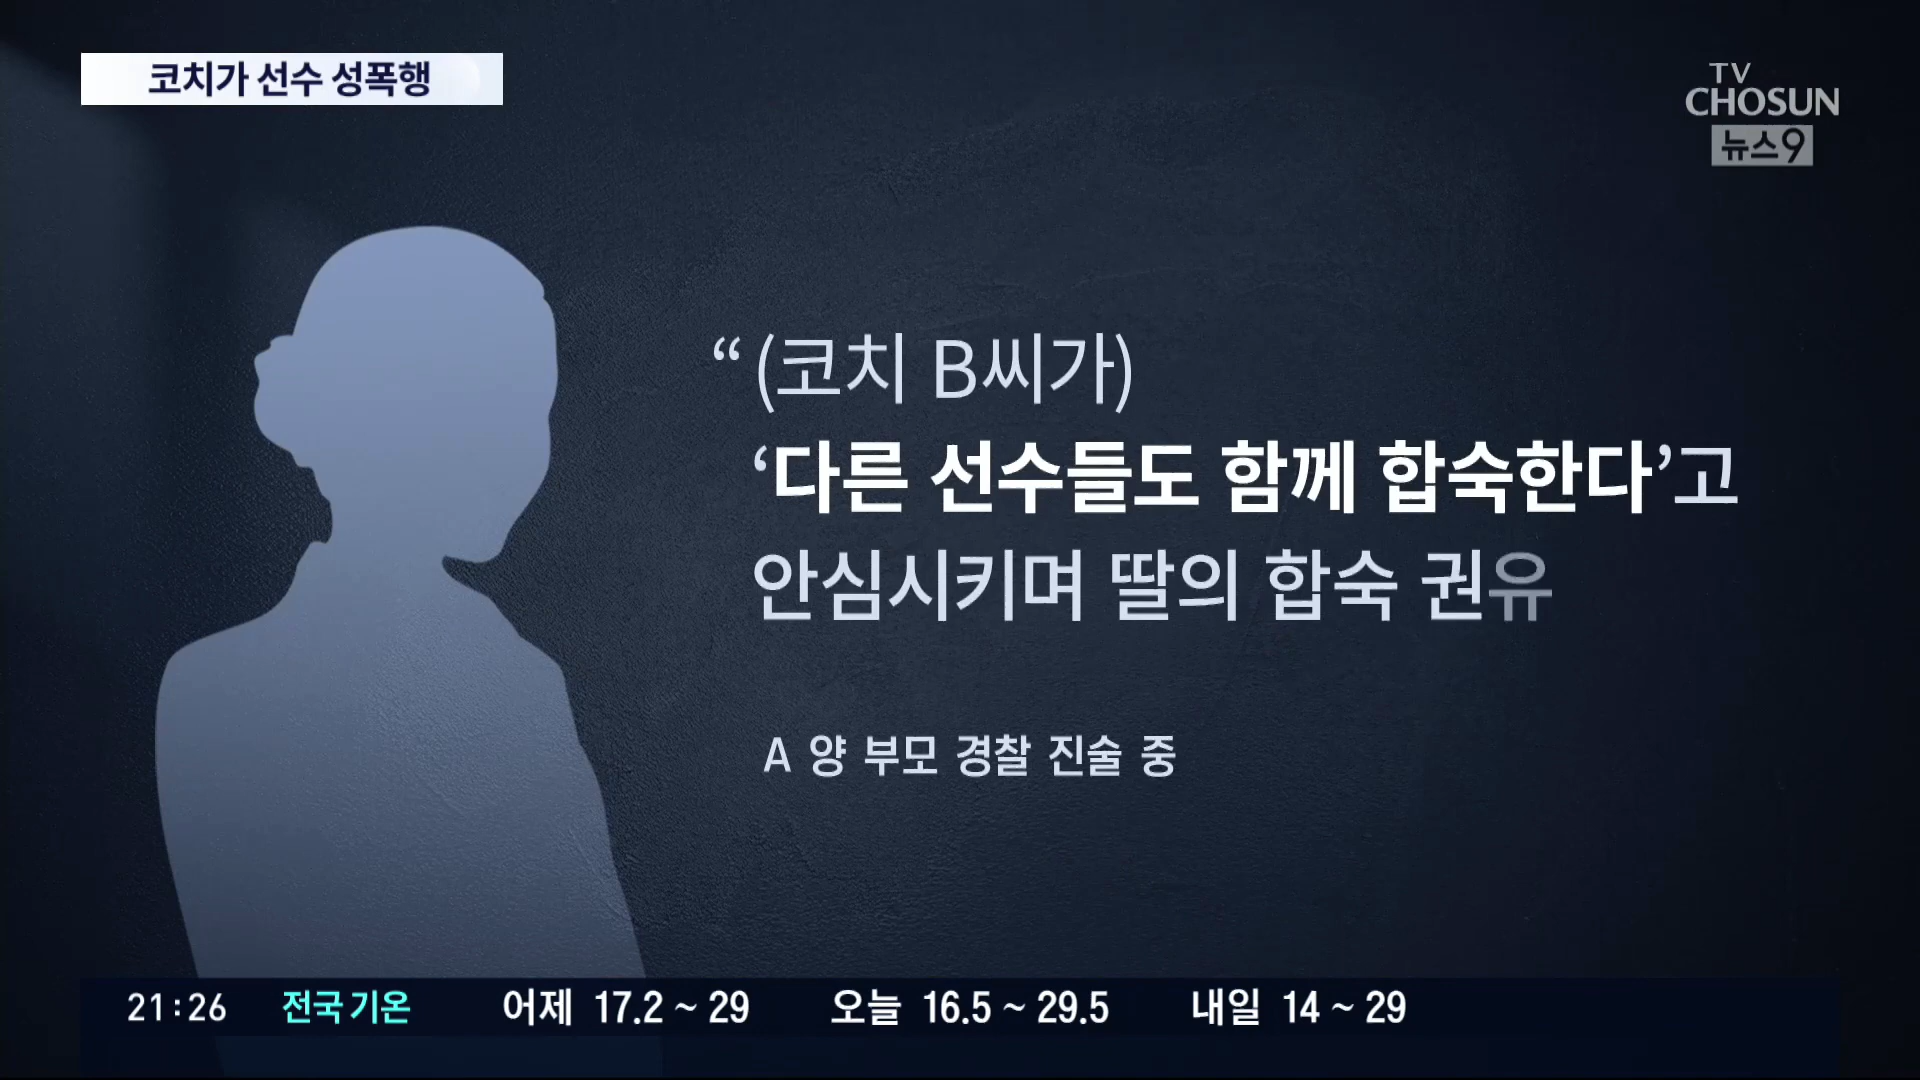 코치가 선수 성폭행
TV
CHOSUN
뉴스9
“(코치 B씨가)
‘다른 선수들도 함께 합숙한다’고
안심시키며 딸의 합숙 권유
A 양 부모 경찰 진술 중
21:26 전국 기온 어제 17.2 ~ 29 오늘 16.5 ~ 29.5 내일 14 ~ 29